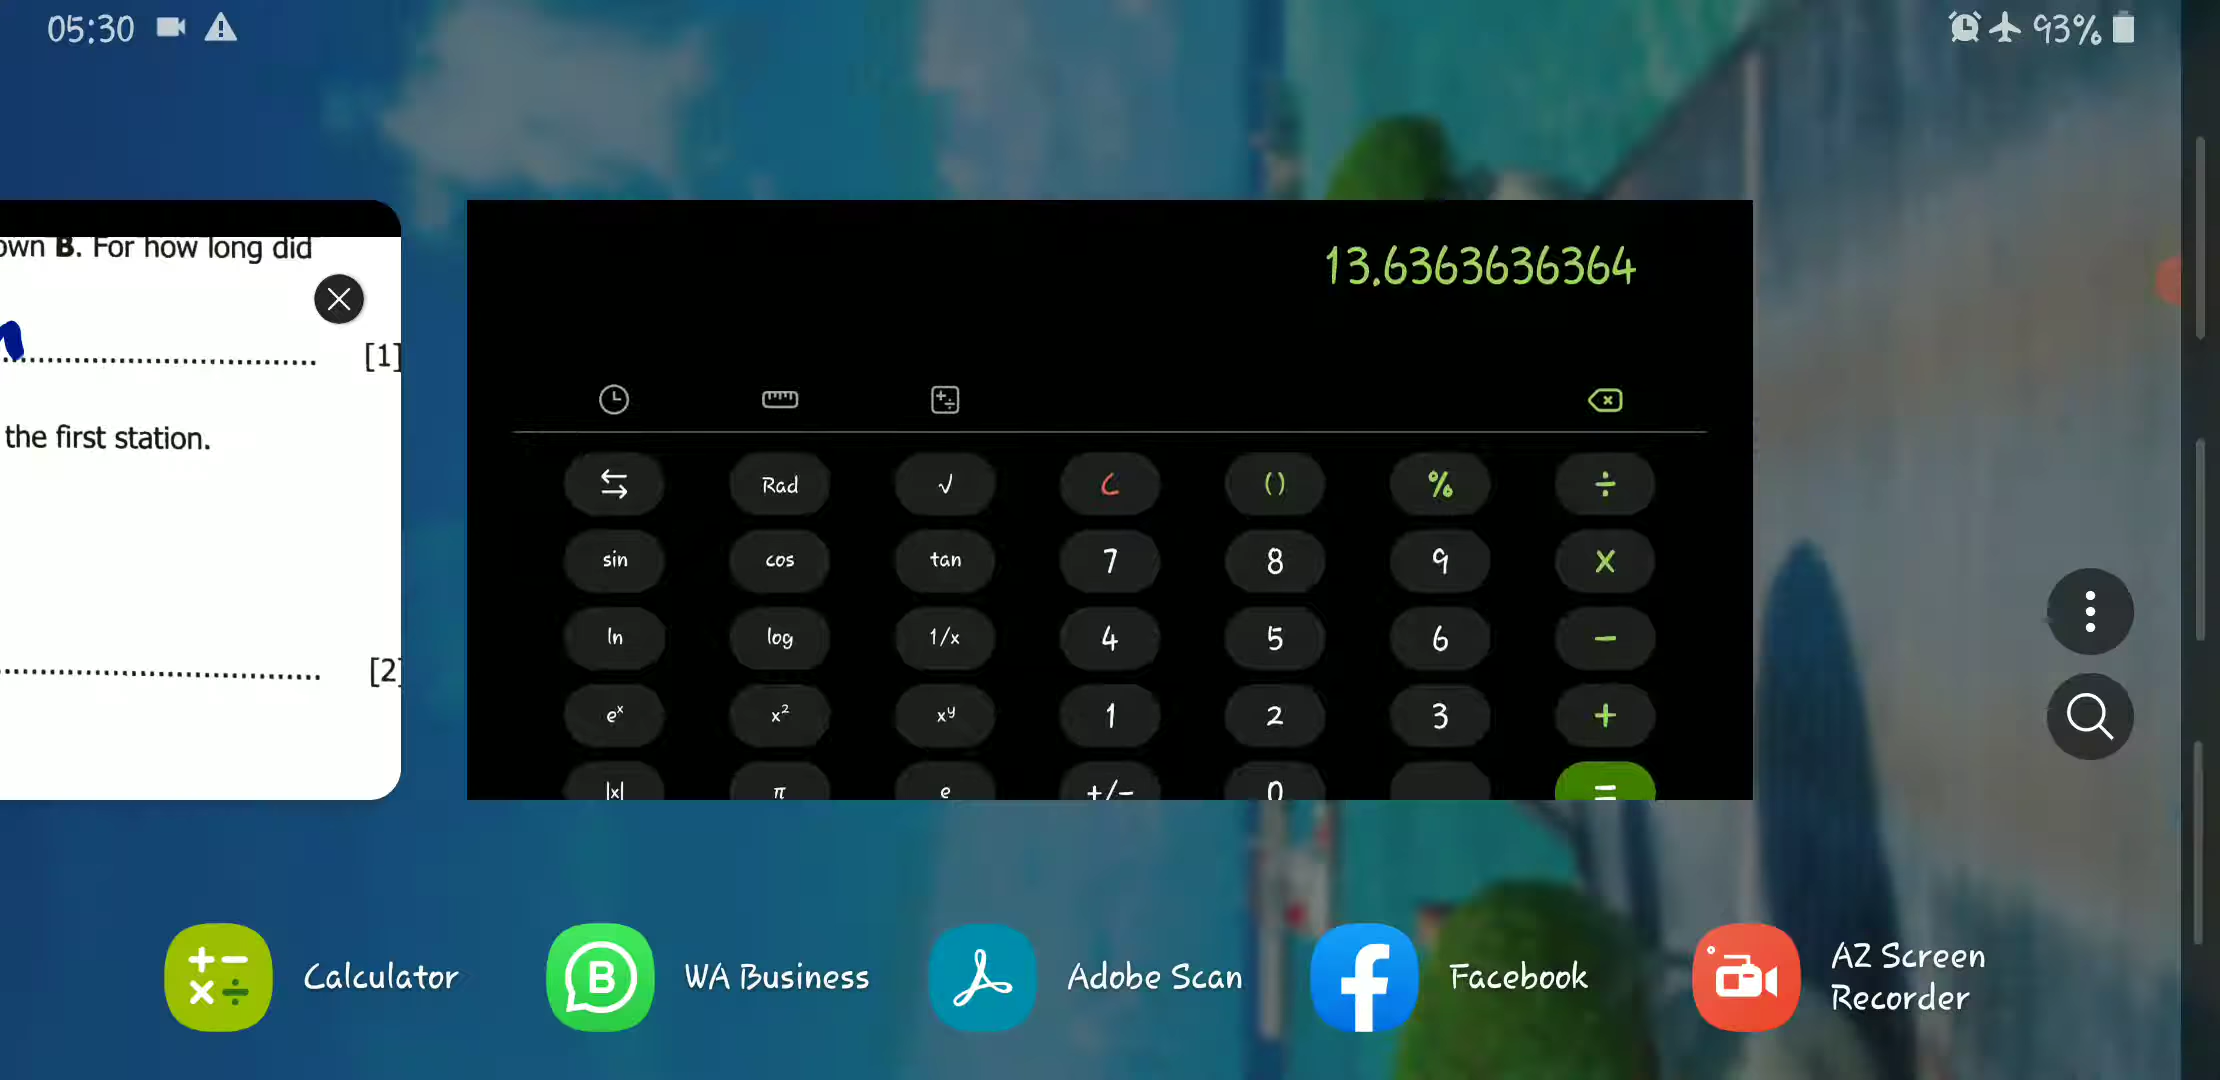 05:30
93%
own B. For how long did
[1]
the first station.
[2]
13.6363636364
Rad √ C () % ÷
sin cos tan 7 8 9 ×
ln log 1/x 4 5 6 −
eˣ x² xʸ 1 2 3 +
|x| π e +/− 0 =
Calculator
WA Business
Adobe Scan
Facebook
AZ Screen
Recorder